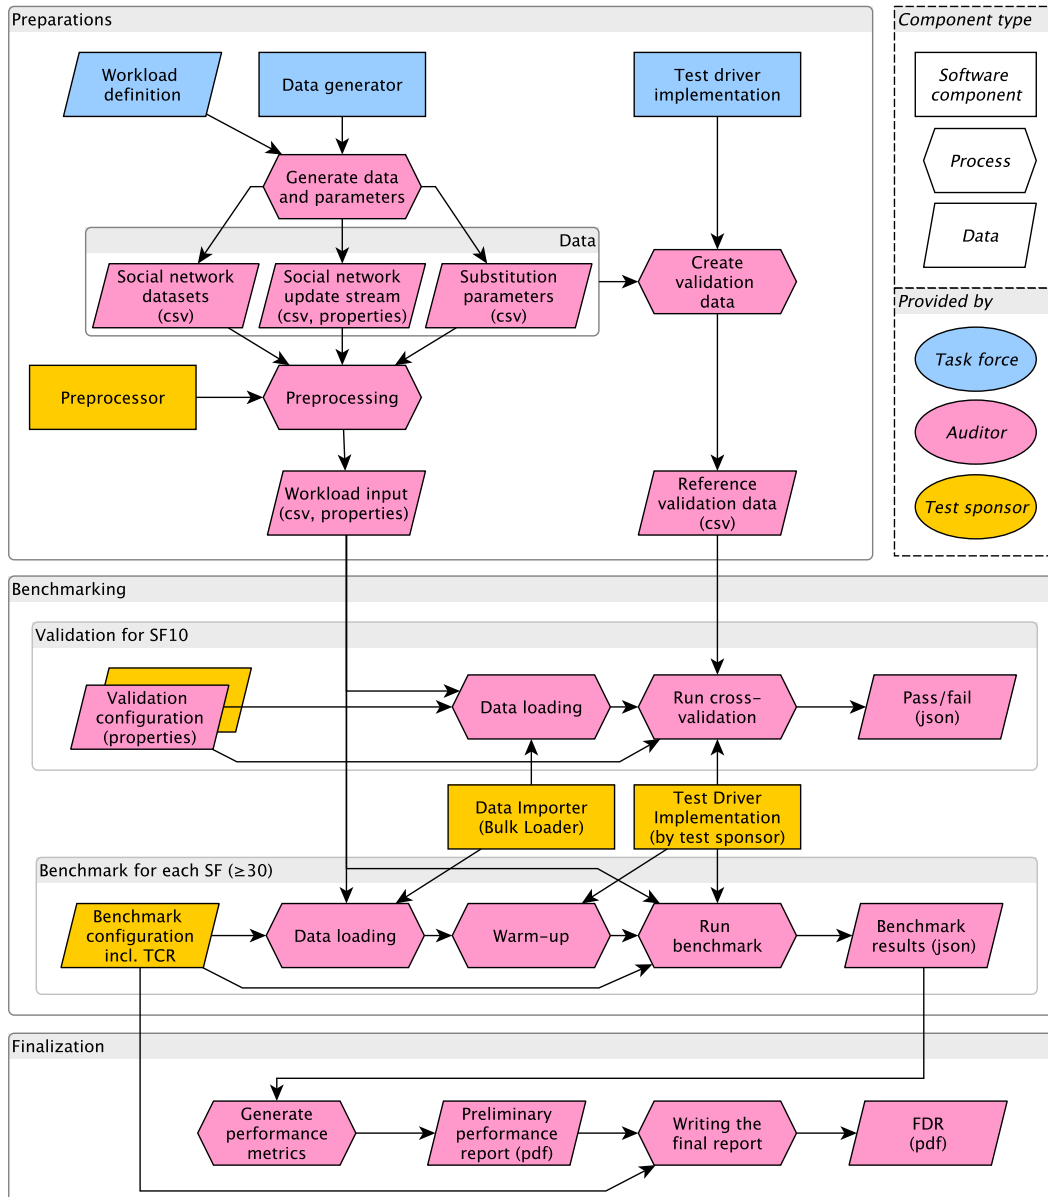 Preparations
Workload
definition
Data generator
Test driver
implementation
Generate data
and parameters
Data
Social network
datasets
(csv)
Social network
update stream
(csv, properties)
Substitution
parameters
(csv)
Create
validation
data
Preprocessor
Preprocessing
Workload input
(csv, properties)
Reference
validation data
(csv)
Component type
Software
component
Process
Data
Provided by
Task force
Auditor
Test sponsor
Benchmarking
Validation for SF10
Validation
configuration
(properties)
Data loading
Run cross-
validation
Pass/fail
(json)
Data Importer
(Bulk Loader)
Test Driver
Implementation
(by test sponsor)
Benchmark for each SF (≥30)
Benchmark
configuration
incl. TCR
Data loading
Warm-up
Run
benchmark
Benchmark
results (json)
Finalization
Generate
performance
metrics
Preliminary
performance
report (pdf)
Writing the
final report
FDR
(pdf)